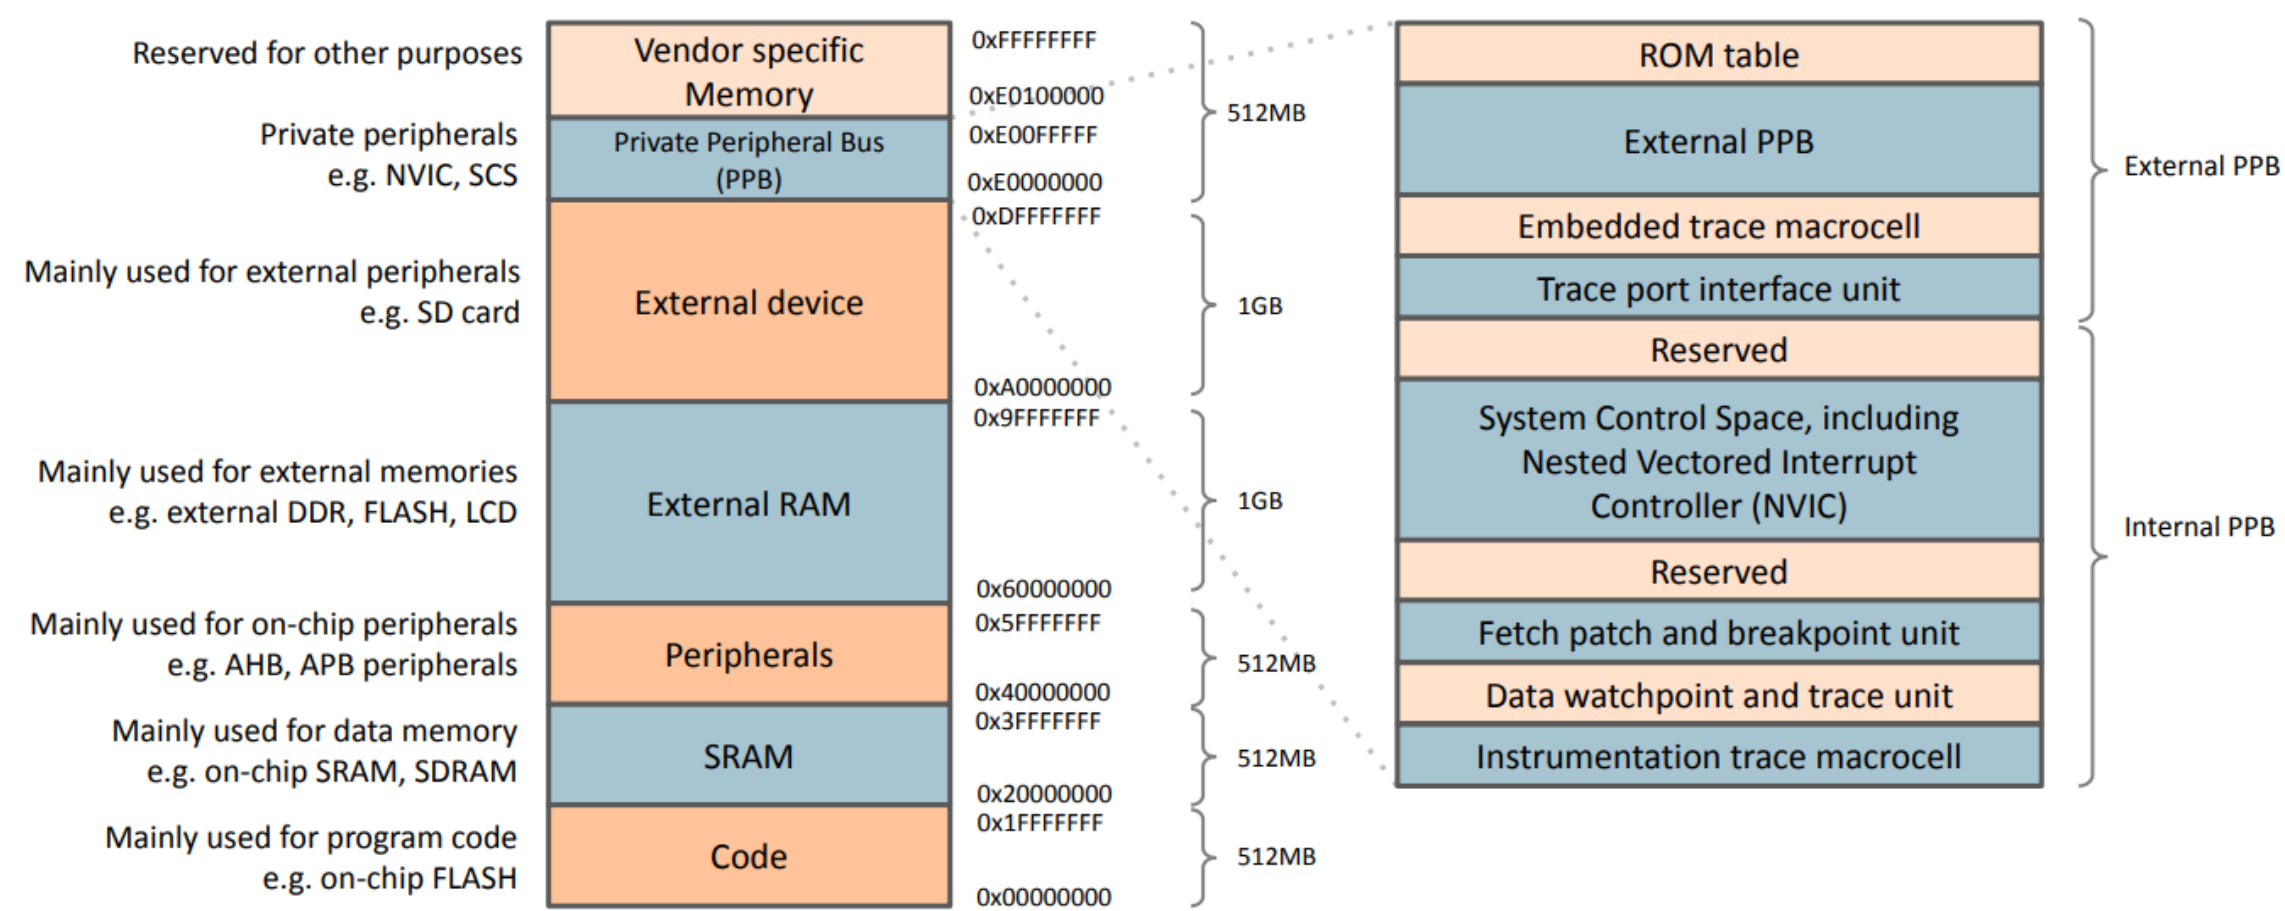 Reserved for other purposes
Vendor specific
Memory
0xFFFFFFFF
0xE0100000
Private peripherals
e.g. NVIC, SCS
Private Peripheral Bus
(PPB)
0xE00FFFFF
0xE0000000
512MB
Mainly used for external peripherals
e.g. SD card
External device
0xDFFFFFFF
0xA0000000
1GB
Mainly used for external memories
e.g. external DDR, FLASH, LCD
External RAM
0x9FFFFFFF
0x60000000
1GB
Mainly used for on-chip peripherals
e.g. AHB, APB peripherals
Peripherals
0x5FFFFFFF
0x40000000
512MB
Mainly used for data memory
e.g. on-chip SRAM, SDRAM
SRAM
0x3FFFFFFF
0x20000000
512MB
Mainly used for program code
e.g. on-chip FLASH
Code
0x1FFFFFFF
0x00000000
512MB
ROM table
External PPB
Embedded trace macrocell
Trace port interface unit
External PPB
Reserved
System Control Space, including
Nested Vectored Interrupt
Controller (NVIC)
Reserved
Fetch patch and breakpoint unit
Data watchpoint and trace unit
Instrumentation trace macrocell
Internal PPB